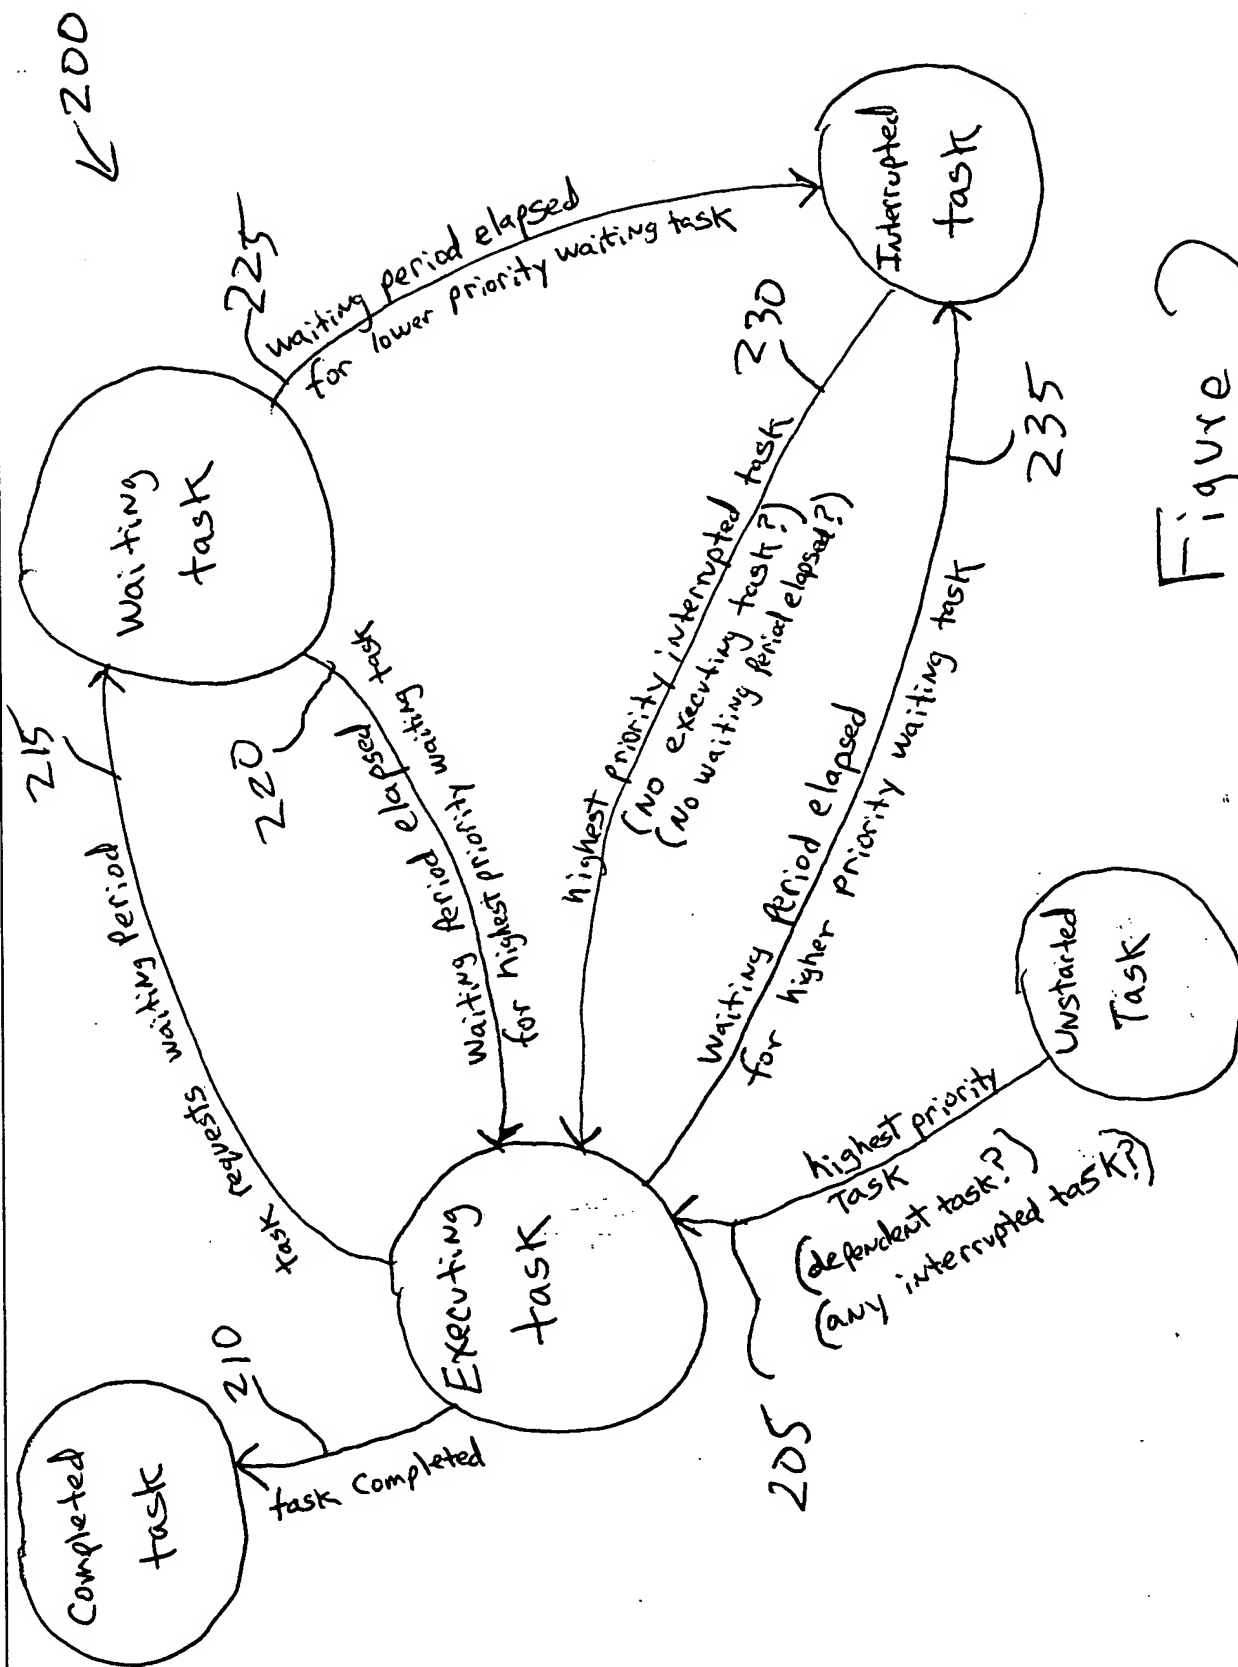 200
Completed
task
210
task Completed
Executing
task
task requests waiting Period
215
Waiting
task
220
Waiting Period elapsed
for highest priority waiting task
225
waiting period elapsed
for lower priority waiting task
Interrupted
task
230
highest priority interrupted task
(No executing task?)
(No waiting Period elapsed?)
Waiting Period elapsed
for higher priority waiting task
235
highest priority
Task
(dependent task?)
(any interrupted task?)
205
Unstarted
Task
Figure 2